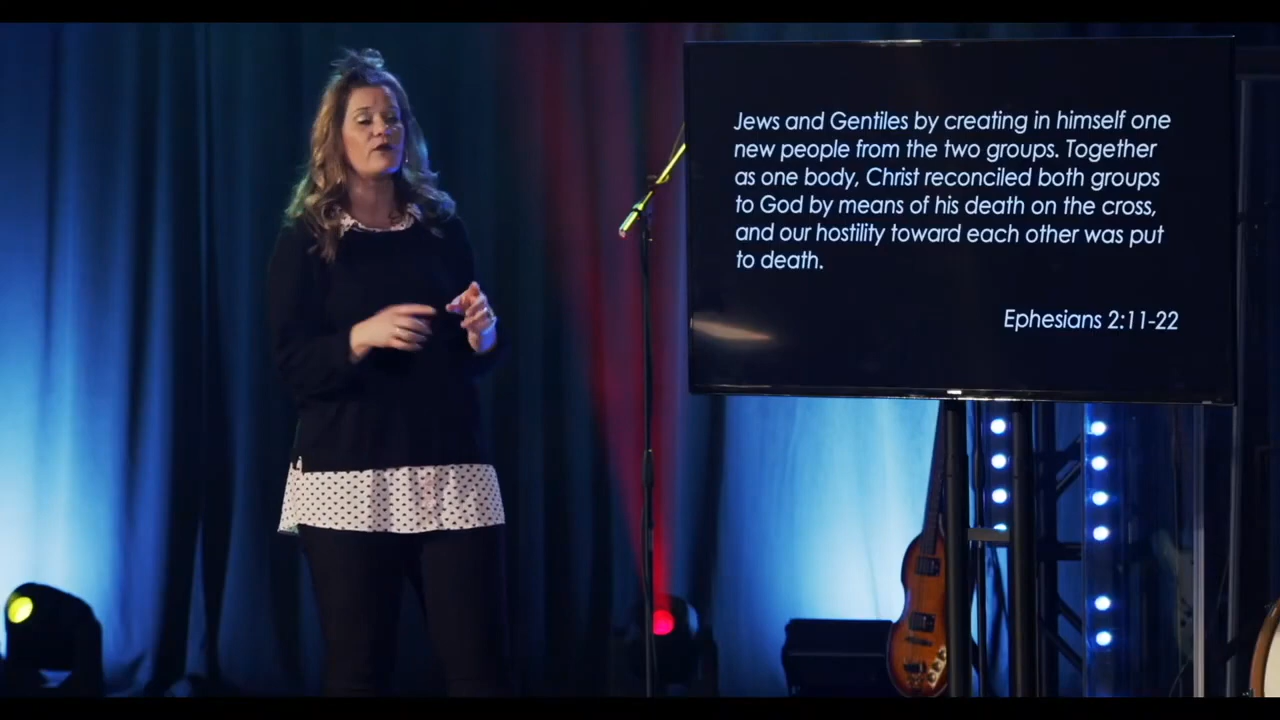 Jews and Gentiles by creating in himself one
new people from the two groups. Together
as one body, Christ reconciled both groups
to God by means of his death on the cross,
and our hostility toward each other was put
to death.
Ephesians 2:11-22